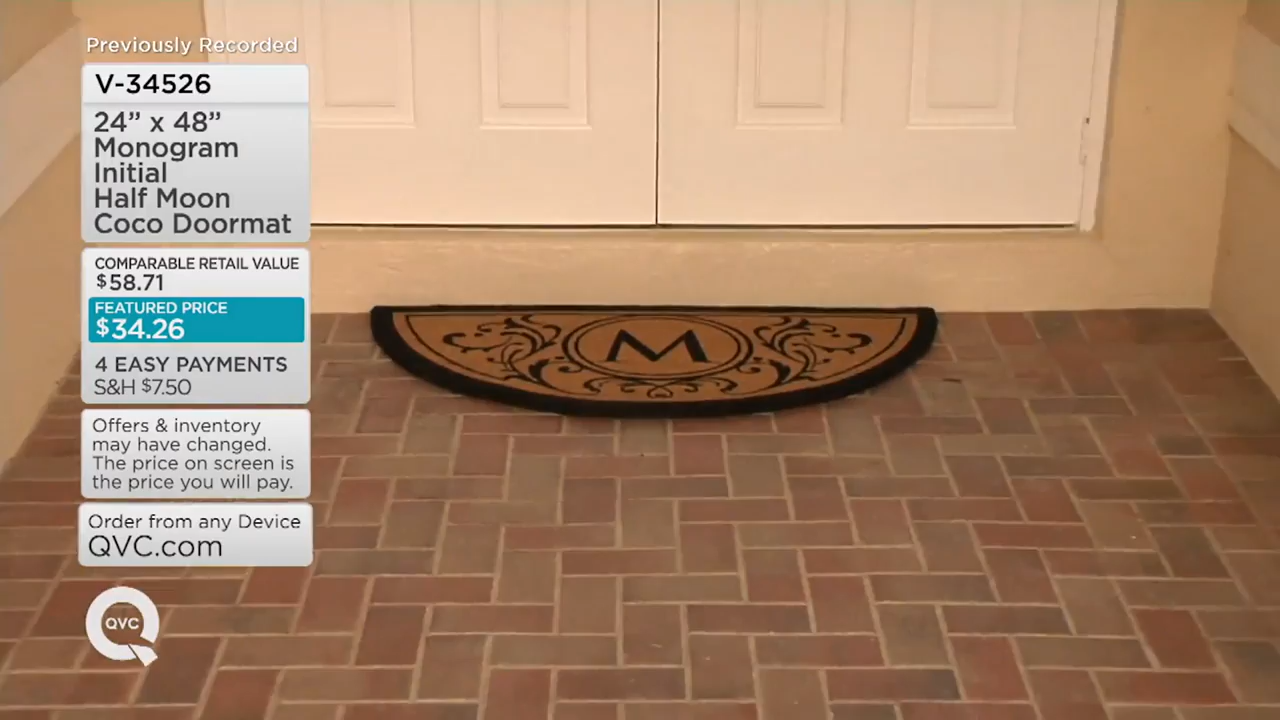 Previously Recorded
V-34526
24” x 48”
Monogram
Initial
Half Moon
Coco Doormat
COMPARABLE RETAIL VALUE
$58.71
FEATURED PRICE
$34.26
4 EASY PAYMENTS
S&H $7.50
Offers & inventory
may have changed.
The price on screen is
the price you will pay.
Order from any Device
QVC.com
QVC
M